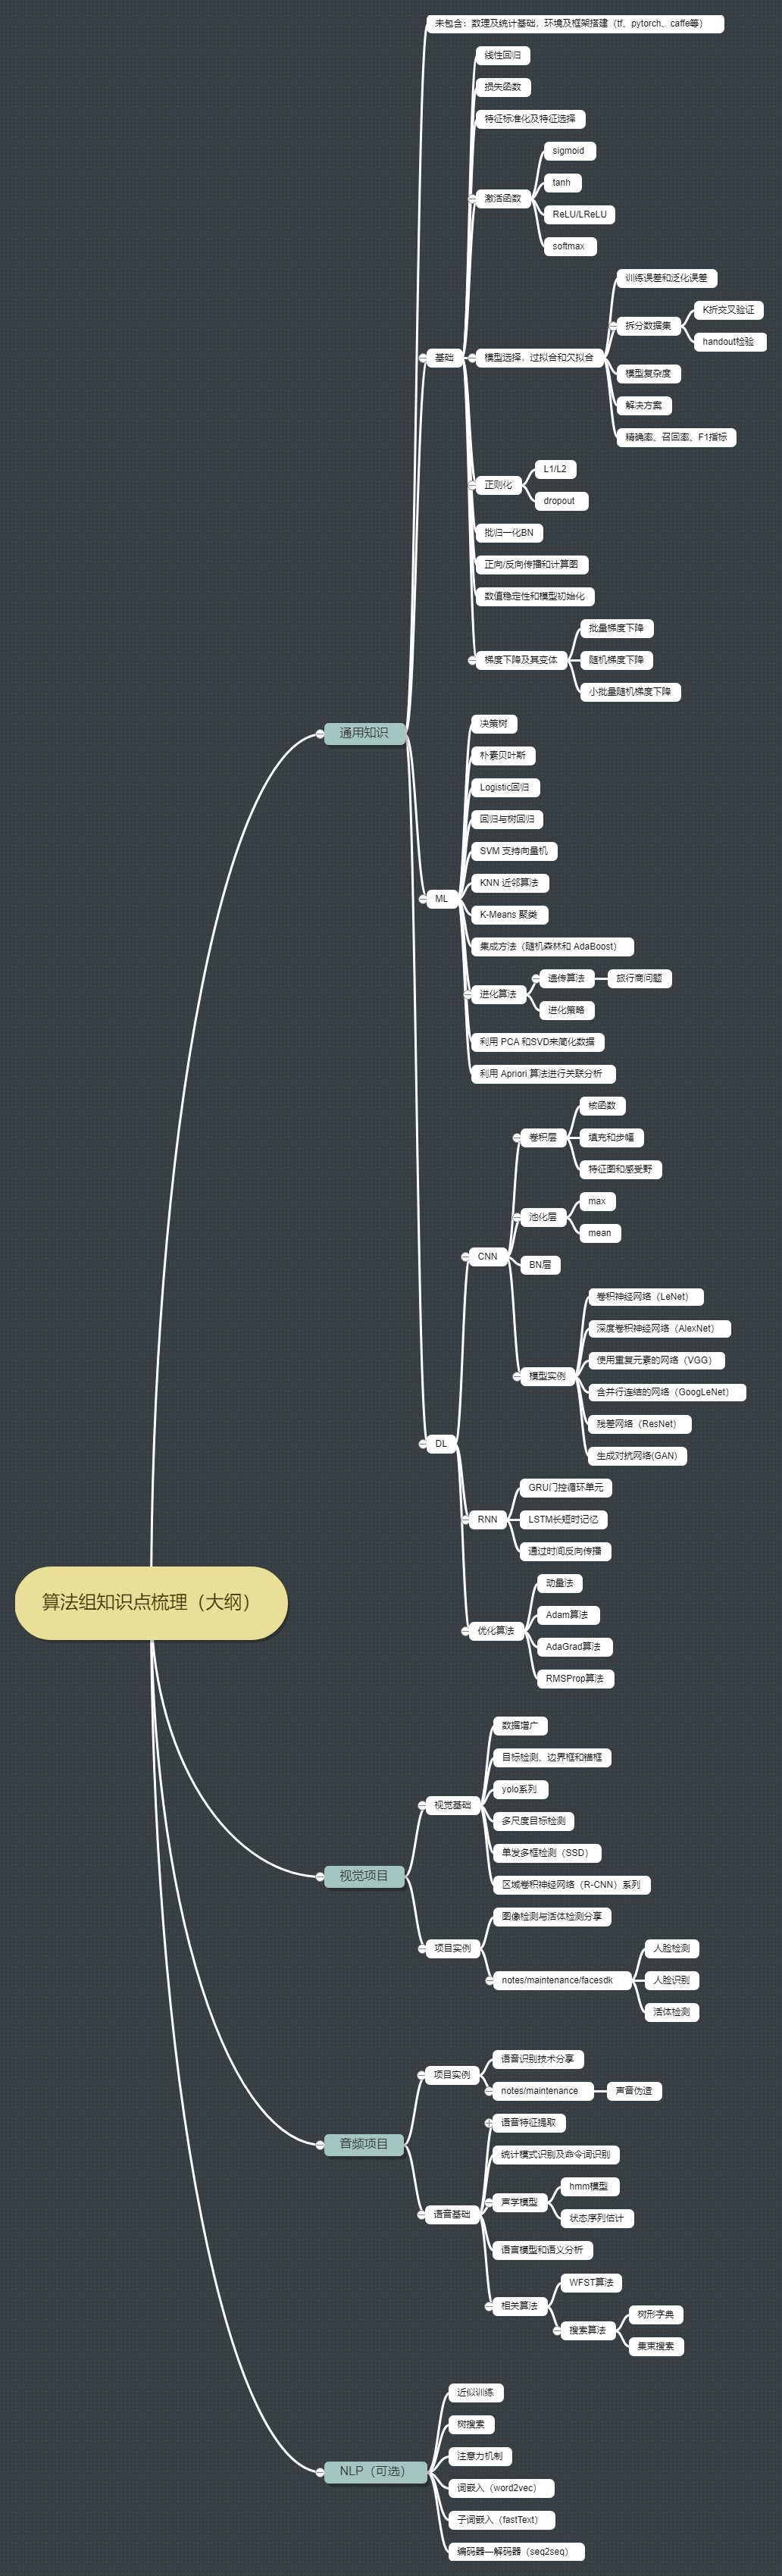 未包含：数理及统计基础，环境及框架搭建（tf、pytorch、caffe等）
线性回归
损失函数
特征标准化及特征选择
sigmoid
tanh
激活函数
ReLU/LReLU
softmax
训练误差和泛化误差
K折交叉验证
拆分数据集
handout检验
基础
模型选择，过拟合和欠拟合
模型复杂度
解决方案
精确率、召回率、F1指标
L1/L2
正则化
dropout
批归一化BN
正向/反向传播和计算图
数值稳定性和模型初始化
批量梯度下降
梯度下降及其变体
随机梯度下降
小批量随机梯度下降
通用知识
决策树
朴素贝叶斯
Logistic回归
回归与树回归
SVM 支持向量机
KNN 近邻算法
ML
K-Means 聚类
集成方法（随机森林和 AdaBoost）
遗传算法
旅行商问题
进化算法
进化策略
利用 PCA 和SVD来简化数据
利用 Apriori 算法进行关联分析
核函数
卷积层
填充和步幅
特征图和感受野
max
池化层
mean
CNN
BN层
卷积神经网络（LeNet）
深度卷积神经网络（AlexNet）
使用重复元素的网络（VGG）
模型实例
含并行连结的网络（GoogLeNet）
残差网络（ResNet）
DL
生成对抗网络(GAN)
GRU门控循环单元
RNN
LSTM长短时记忆
通过时间反向传播
动量法
算法组知识点梳理（大纲）
Adam算法
优化算法
AdaGrad算法
RMSProp算法
数据增广
目标检测、边界框和锚框
yolo系列
视觉基础
多尺度目标检测
单发多框检测（SSD）
视觉项目
区域卷积神经网络（R-CNN）系列
图像检测与活体检测分享
项目实例
人脸检测
notes/maintenance/facesdk
人脸识别
活体检测
语音识别技术分享
项目实例
notes/maintenance
声音伪造
语音特征提取
音频项目
统计模式识别及命令词识别
hmm模型
声学模型
语音基础
状态序列估计
语言模型和语义分析
WFST算法
相关算法
树形字典
搜索算法
集束搜索
近似训练
树搜索
注意力机制
NLP（可选）
词嵌入（word2vec）
子词嵌入（fastText）
编码器—解码器（seq2seq）